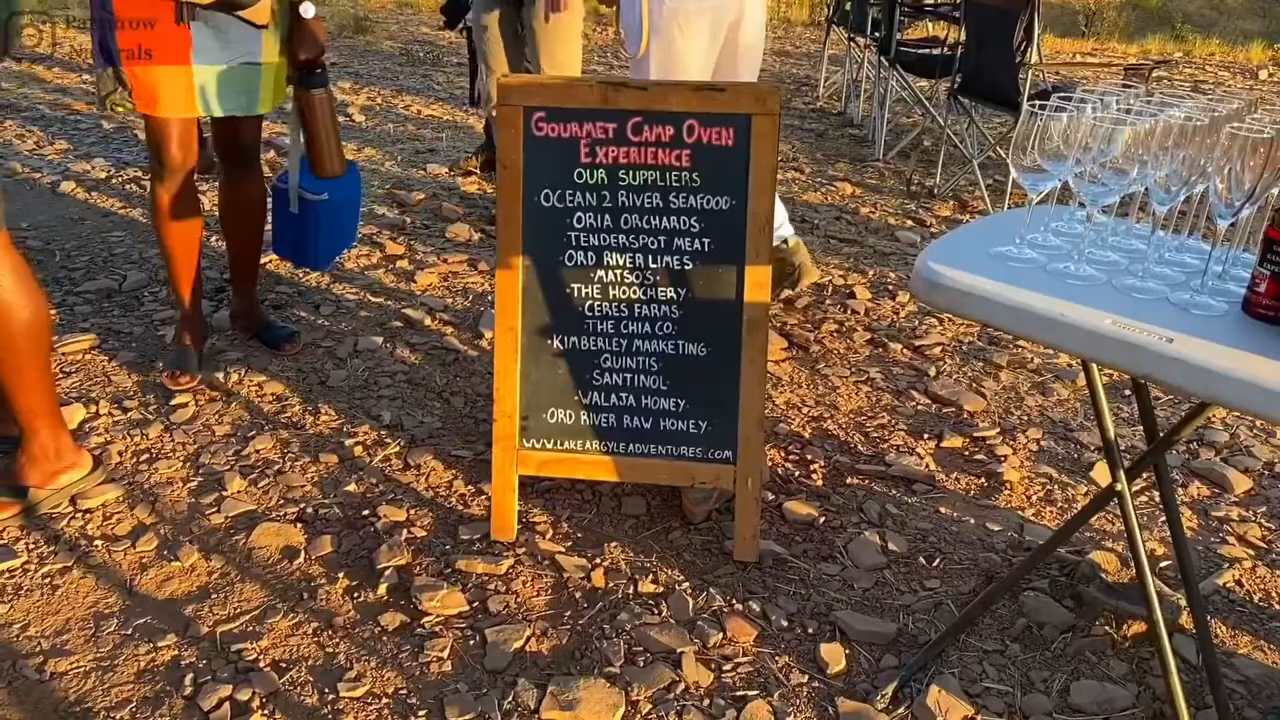 GOURMET CAMP OVEN
EXPERIENCE
OUR SUPPLIERS
·OCEAN 2 RIVER SEAFOOD·
·ORIA ORCHARDS·
·TENDERSPOT MEAT·
·ORD RIVER LIMES·
·MATSO'S·
·THE HOOCHERY·
·CERES FARMS·
·THE CHIA CO.·
·KIMBERLEY MARKETING·
·QUINTIS·
·SANTINOL·
·WALAJA HONEY·
·ORD RIVER RAW HONEY·
WWW.LAKEARGYLEADVENTURES.COM